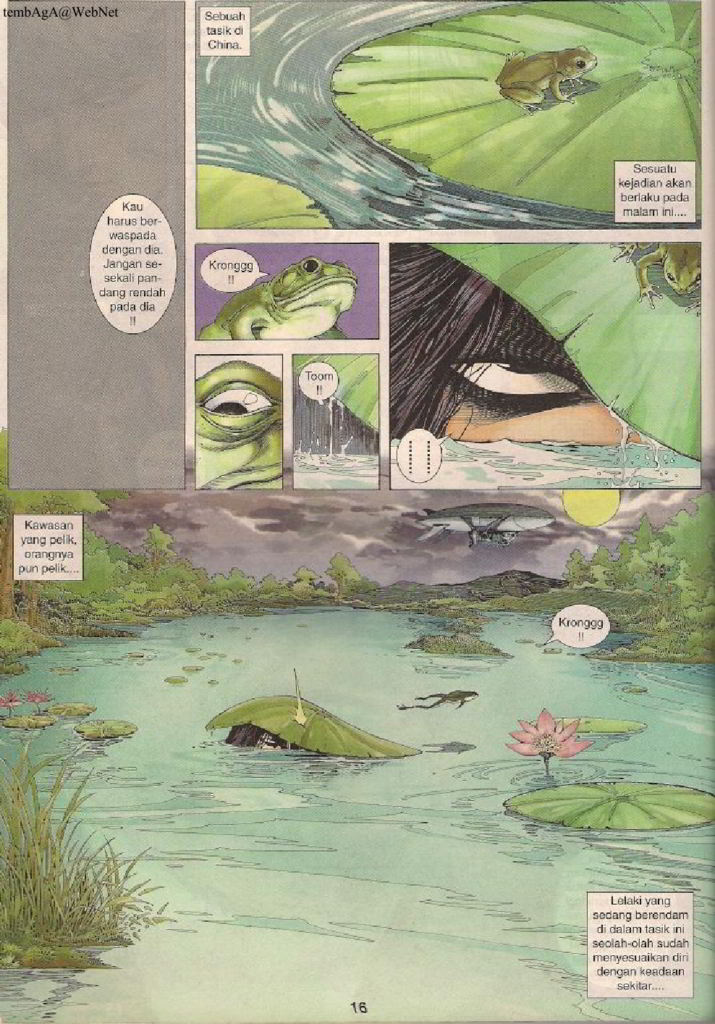 tembAgA@WebNet
Kau
harus ber-
waspada
dengan dia.
Jangan se-
sekali pan-
dang rendah
pada dia
!!
Sebuah
tasik di
China.
Sesuatu
kejadian akan
berlaku pada
malam ini....
Kronggg
!!
Toom
!!
Kawasan
yang pelik,
orangnya
pun pelik....
Kronggg
!!
Lelaki yang
sedang berendam
di dalam tasik ini
seolah-olah sudah
menyesuaikan diri
dengan keadaan
sekitar....
16